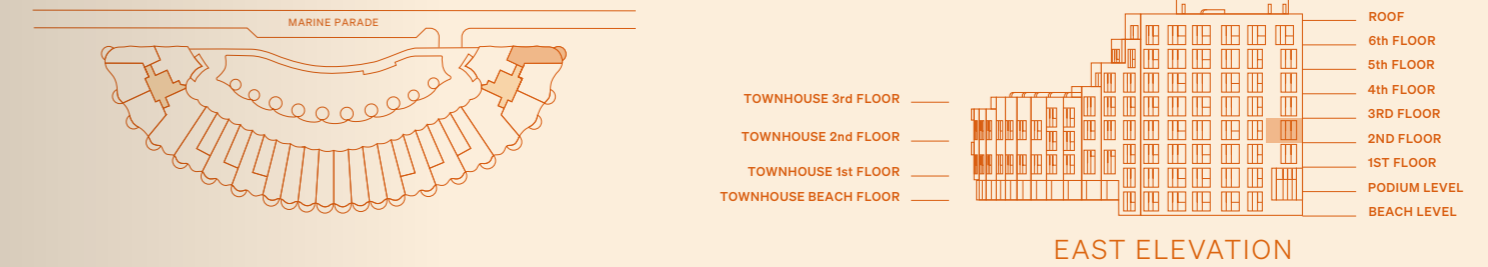 MARINE PARADE
TOWNHOUSE 3rd FLOOR
TOWNHOUSE 2nd FLOOR
TOWNHOUSE 1st FLOOR
TOWNHOUSE BEACH FLOOR
ROOF
6th FLOOR
5th FLOOR
4th FLOOR
3RD FLOOR
2ND FLOOR
1ST FLOOR
PODIUM LEVEL
BEACH LEVEL
EAST ELEVATION